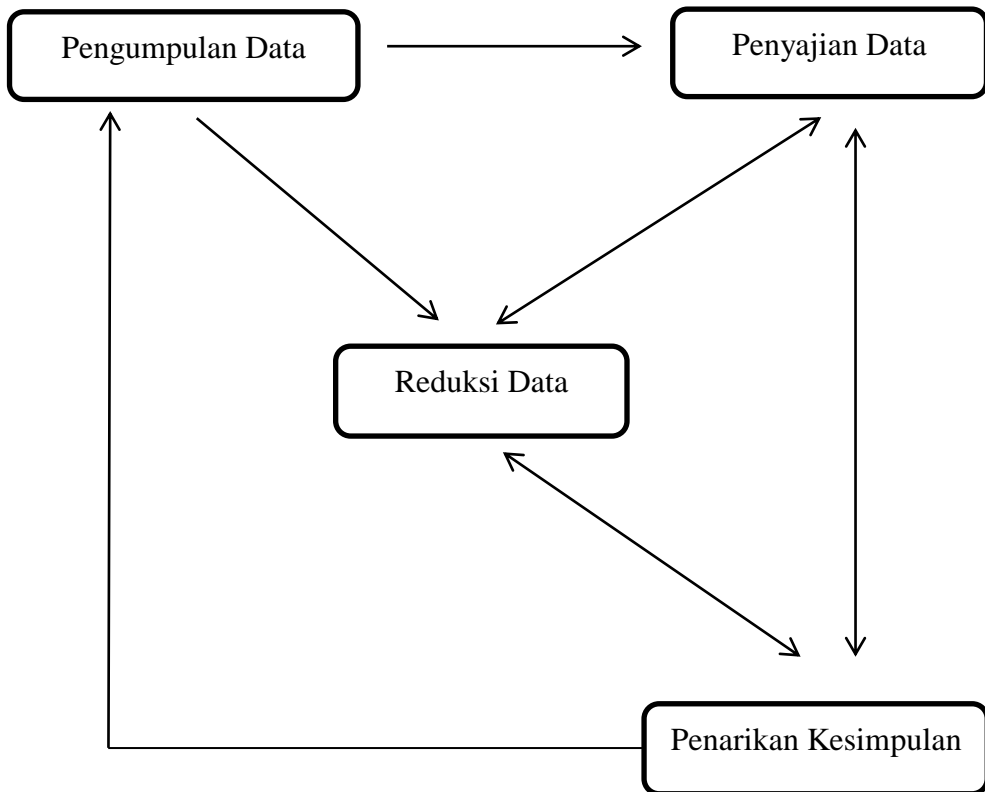 Pengumpulan Data
Penyajian Data
Reduksi Data
Penarikan Kesimpulan